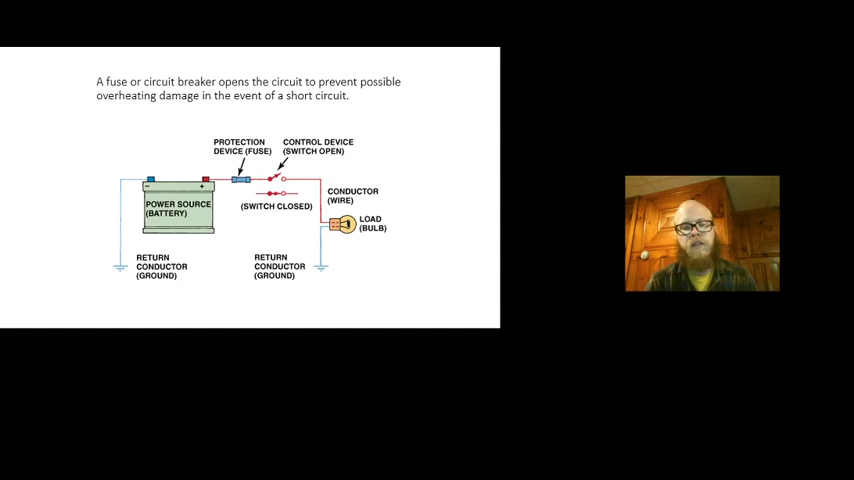 A fuse or circuit breaker opens the circuit to prevent possible
overheating damage in the event of a short circuit.
PROTECTION
DEVICE (FUSE)
CONTROL DEVICE
(SWITCH OPEN)
− +
POWER SOURCE
(BATTERY)
(SWITCH CLOSED)
CONDUCTOR
(WIRE)
LOAD
(BULB)
RETURN
CONDUCTOR
(GROUND)
RETURN
CONDUCTOR
(GROUND)